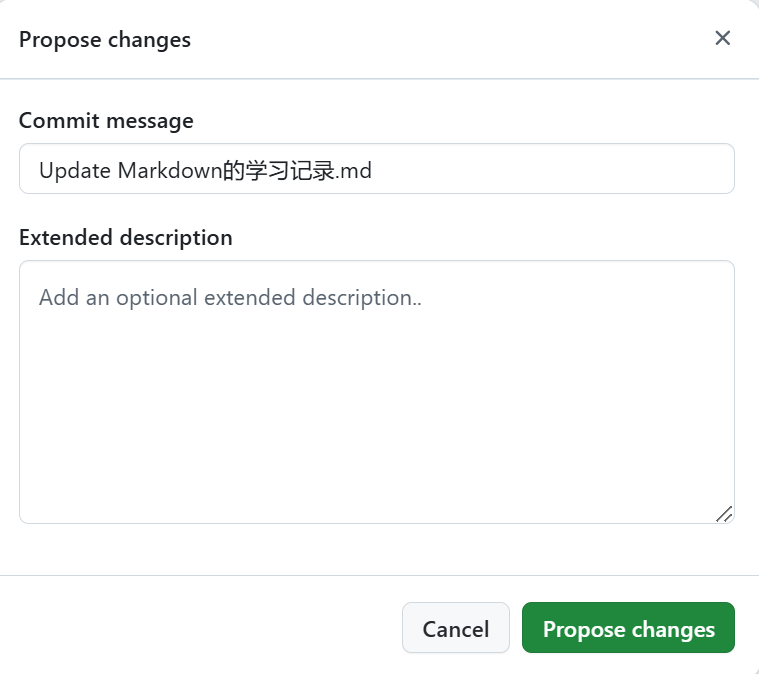 Propose changes
Commit message
Update Markdown的学习记录.md
Extended description
Add an optional extended description..
Cancel
Propose changes